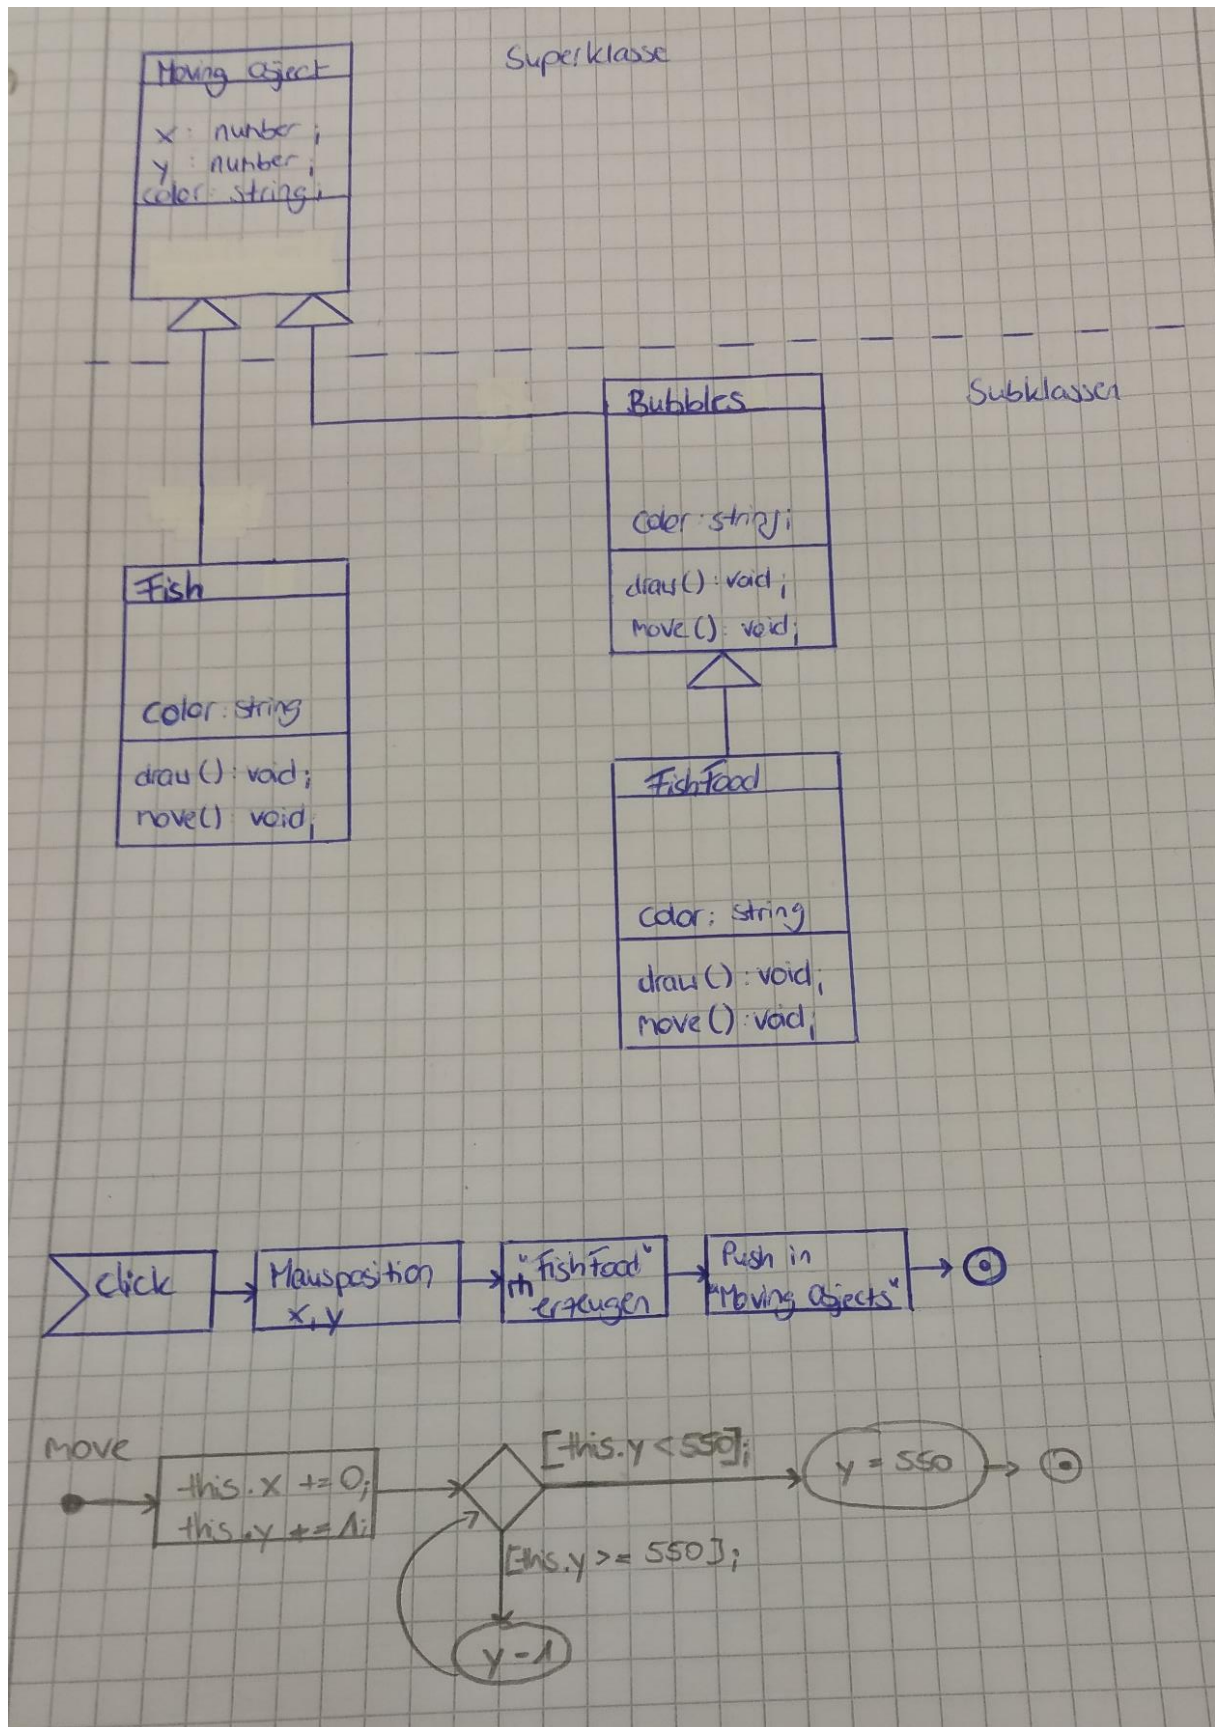 Moving Object
Superklasse
x : number ;
y : number ;
color : string ;
Bubbles
Subklassen
color : string ;
draw() : void ;
move() : void ;
Fish
color : string
draw() : void ;
move() void ;
FishFood
color : string
draw() : void ;
move() : void ;
Click
Mausposition
x, y
"FishFood"
erzeugen
Push in
"Moving Objects"
move
this.x += 0;
this.y += 1;
[this.y < 550];
y = 550
[this.y >= 550];
y - 1